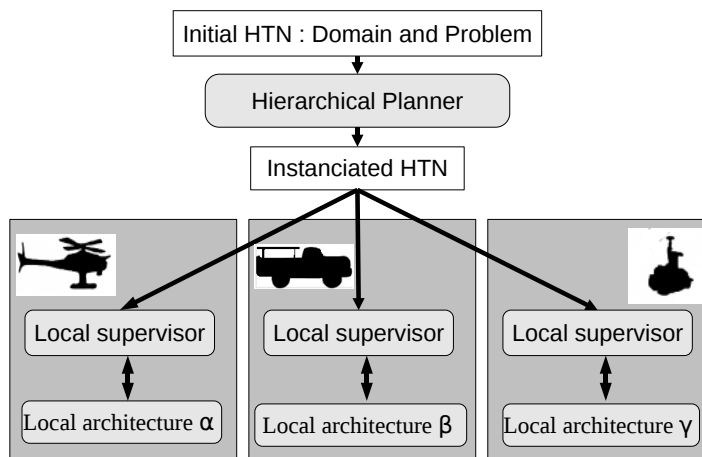 Initial HTN : Domain and Problem
Hierarchical Planner
Instanciated HTN
Local supervisor
Local supervisor
Local supervisor
Local architecture α
Local architecture β
Local architecture γ